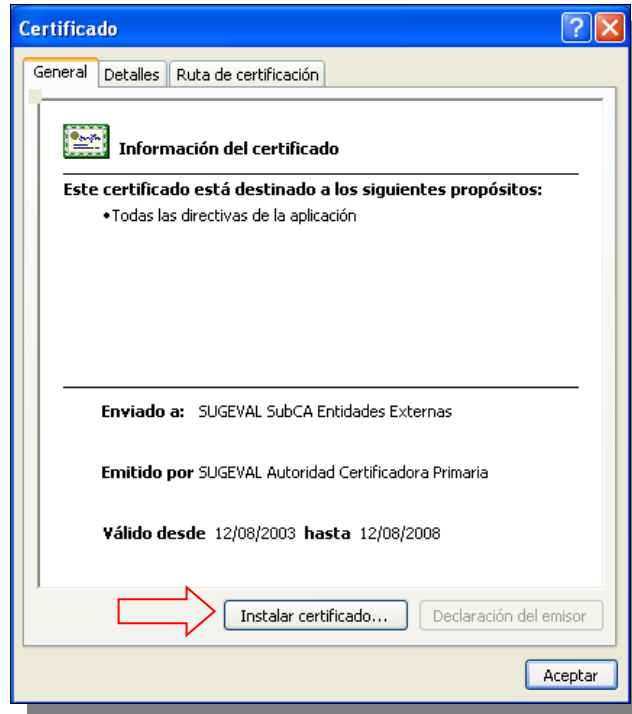 Certificado
General Detalles Ruta de certificación
Información del certificado
Este certificado está destinado a los siguientes propósitos:
•Todas las directivas de la aplicación
Enviado a: SUGEVAL SubCA Entidades Externas
Emitido por SUGEVAL Autoridad Certificadora Primaria
Válido desde 12/08/2003 hasta 12/08/2008
Instalar certificado... Declaración del emisor
Aceptar